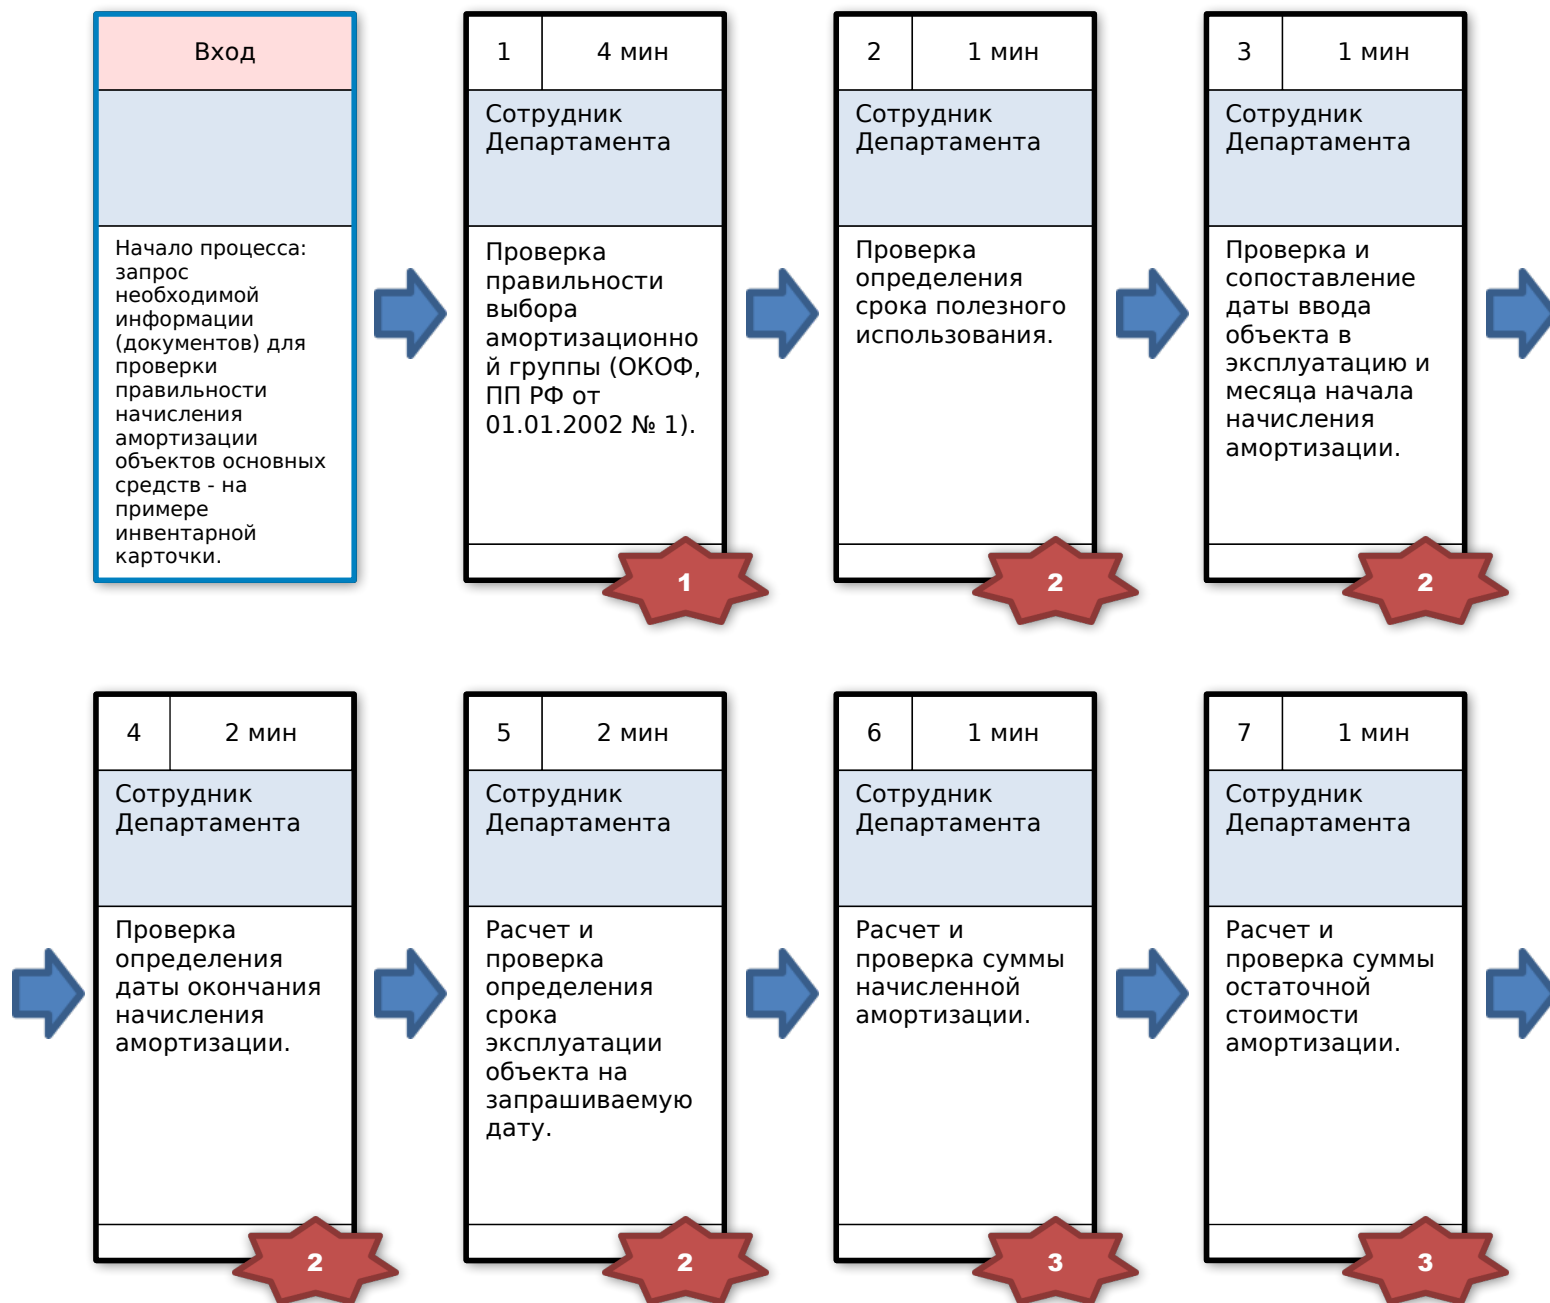 Вход
Начало процесса:
запрос
необходимой
информации
(документов) для
проверки
правильности
начисления
амортизации
объектов основных
средств - на
примере
инвентарной
карточки.
1
4 мин
Сотрудник
Департамента
Проверка
правильности
выбора
амортизационно
й группы (ОКОФ,
ПП РФ от
01.01.2002 № 1).
1
2
1 мин
Сотрудник
Департамента
Проверка
определения
срока полезного
использования.
2
3
1 мин
Сотрудник
Департамента
Проверка и
сопоставление
даты ввода
объекта в
эксплуатацию и
месяца начала
начисления
амортизации.
2
4
2 мин
Сотрудник
Департамента
Проверка
определения
даты окончания
начисления
амортизации.
2
5
2 мин
Сотрудник
Департамента
Расчет и
проверка
определения
срока
эксплуатации
объекта на
запрашиваемую
дату.
2
6
1 мин
Сотрудник
Департамента
Расчет и
проверка суммы
начисленной
амортизации.
3
7
1 мин
Сотрудник
Департамента
Расчет и
проверка суммы
остаточной
стоимости
амортизации.
3